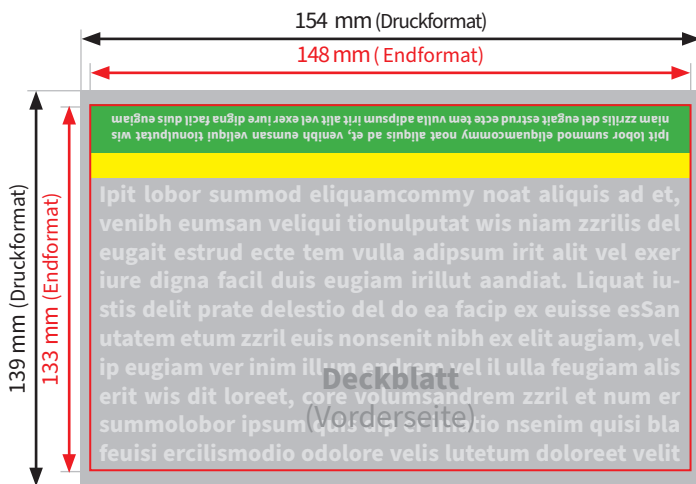 154 mm (Druckformat)
148 mm (Endformat)
139 mm (Druckformat)
133 mm (Endformat)
Ipit lobor summod eliquamcommy noat aliquis ad et, venibh eumsan veliqui tionulputat wis
niam zzrilis del eugait estrud ecte tem vulla adipsum irit alit vel exer iure digna facil duis eugiam
Ipit lobor summod eliquamcommy noat aliquis ad et,
venibh eumsan veliqui tionulputat wis niam zzrilis del
eugait estrud ecte tem vulla adipsum irit alit vel exer
iure digna facil duis eugiam irillut aandiat. Liquat iu-
stis delit prate delestio del do ea facip ex euisse esSan
utatem etum zzril euis nonsenit nibh ex elit augiam, vel
ip eugiam ver inim vel il ulla feugiam alis
erit wis dit loreet, core volumsandrem zzril et num er
summolobor ipsum quis dip nsenim quisi bla
feuisi ercilismodio odolore velis lutetum doloreet velit
Deckblatt
(Vorderseite)